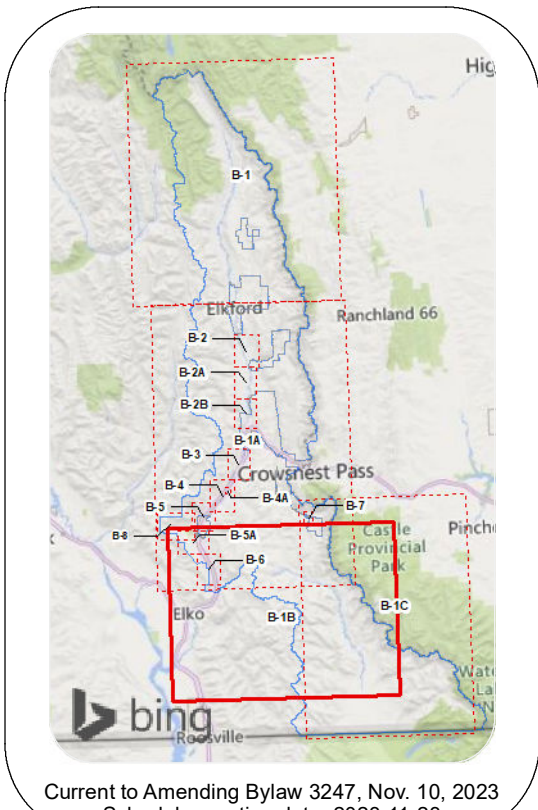 Hig
B-1
Elkford
Ranchland 66
B-2
B-2A
B-2B
B-1A
B-3
Crowsnest Pass
B-4
B-4A
B-5
B-7
B-8
B-5A
Castle
Provincial
Park
Pinch
B-6
B-1C
Elko
B-1B
Wate
La
N
bing
Roosville
Current to Amending Bylaw 3247, Nov. 10, 2023